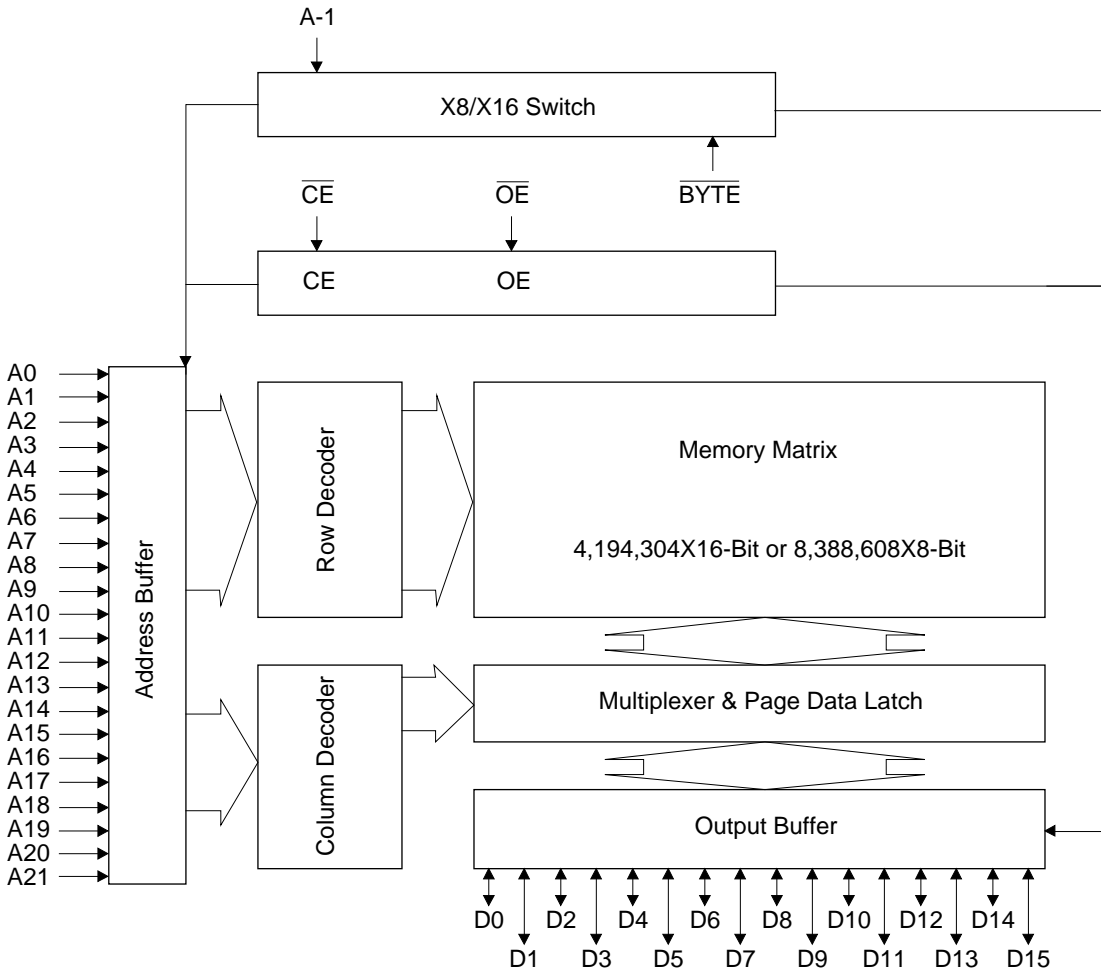 A-1
X8/X16 Switch
C̅E̅
O̅E̅
B̅Y̅T̅E̅
CE
OE
A0
A1
A2
A3
A4
A5
A6
A7
A8
A9
A10
A11
A12
A13
A14
A15
A16
A17
A18
A19
A20
A21
Address Buffer
Row Decoder
Memory Matrix
4,194,304X16-Bit or 8,388,608X8-Bit
Column Decoder
Multiplexer & Page Data Latch
Output Buffer
D0 D2 D4 D6 D8 D10 D12 D14
D1 D3 D5 D7 D9 D11 D13 D15